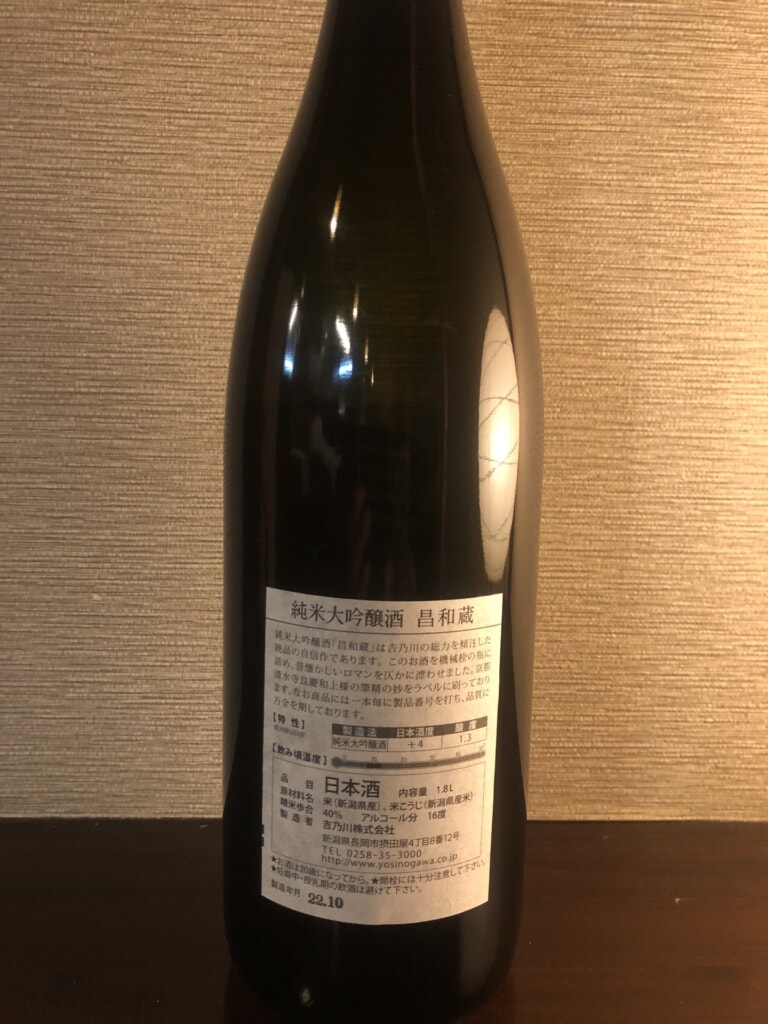 純米大吟醸酒 昌和蔵
純米大吟醸酒「昌和蔵」は吉乃川の総力を傾注した
絶品の自信作であります。このお酒を機械栓の瓶に
詰め、昔懐かしいロマンを仄かに漂わせました。京都
清水寺良慶和上様の筆精の妙をラベルに刷っており
ます。なお商品には一本毎に製品番号を打ち、品質に
万全を期しております。
【特性】 製造法 日本酒度 酸度
純米大吟醸酒 +4 1.3
【飲み頃温度】
品目 日本酒 内容量 1.8L
原材料名 米(新潟県産)、米こうじ(新潟県産米)
精米歩合 40% アルコール分 16度
製造者 吉乃川株式会社
新潟県長岡市摂田屋4丁目8番12号
TEL 0258-35-3000
http://www.yosinogawa.co.jp
★お酒は20歳になってから。★開栓には十分注意して下さい。
★妊娠中・授乳期の飲酒は避けて下さい。
製造年月 22.10